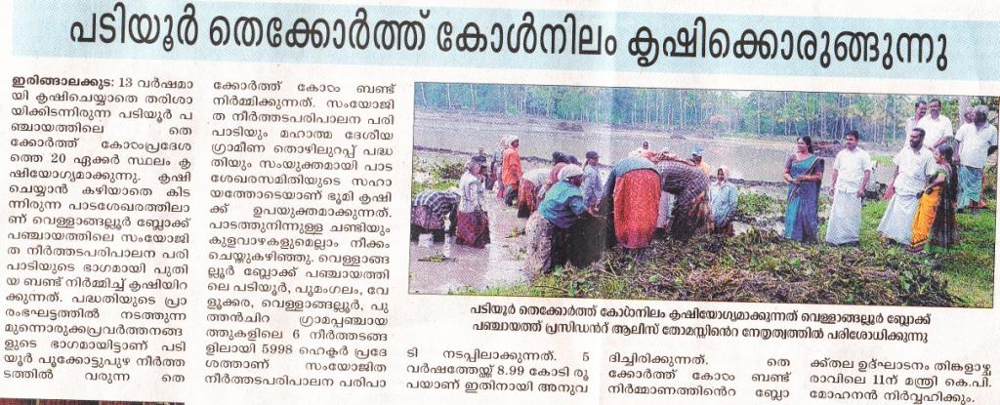 പടിയൂർ തെക്കോർത്ത് കോൾനിലം കൃഷിക്കൊരുങ്ങുന്നു
ഇരിങ്ങാലക്കുട: 13 വർഷമാ
യി കൃഷിചെയ്യാതെ തരിശാ
യിക്കിടന്നിരുന്ന പടിയൂർ പ
ഞ്ചായത്തിലെ തെ
ക്കോർത്ത് കോൾപ്രദേശ
ത്തെ 20 ഏക്കർ സ്ഥലം കൃ
ഷിയോഗ്യമാക്കുന്നു. കൃഷി
ചെയ്യാൻ കഴിയാതെ കിട
ന്നിരുന്ന പാടശേഖരത്തിലാ
ണ് വെള്ളാങ്ങല്ലൂർ ബ്ലോക്ക്
പഞ്ചായത്തിലെ സംയോജി
ത നീർത്തടപരിപാലന പരി
പാടിയുടെ ഭാഗമായി പുതി
യ ബണ്ട് നിർമ്മിച്ച് കൃഷിയിറ
ക്കുന്നത്. പദ്ധതിയുടെ പ്രാ
രംഭഘട്ടത്തിൽ നടത്തുന്ന
മുന്നൊരുക്കപ്രവർത്തനങ്ങ
ളുടെ ഭാഗമായിട്ടാണ് പടി
യൂർ പൂക്കോട്ടുപുഴ നീർത്ത
ടത്തിൽ വരുന്ന തെ
ക്കോർത്ത് കോൾ ബണ്ട്
നിർമ്മിക്കുന്നത്. സംയോജി
ത നീർത്തടപരിപാലന പരി
പാടിയും മഹാത്മ ദേശീയ
ഗ്രാമീണ തൊഴിലുറപ്പ് പദ്ധ
തിയും സംയുക്തമായി പാട
ശേഖരസമിതിയുടെ സഹാ
യത്തോടെയാണ് ഭൂമി കൃഷി
ക്ക് ഉപയുക്തമാക്കുന്നത്.
പാടത്തുനിന്നുള്ള ചണ്ടിയും
കുളവാഴകളുമെല്ലാം നീക്കം
ചെയ്തുകഴിഞ്ഞു. വെള്ളാങ്ങ
ല്ലൂർ ബ്ലോക്ക് പഞ്ചായത്തി
ലെ പടിയൂർ, പൂമംഗലം, വേ
ളൂക്കര, വെള്ളാങ്ങല്ലൂർ, പു
ത്തൻചിറ ഗ്രാമപ്പഞ്ചായ
ത്തുകളിലെ 6 നീർത്തടങ്ങ
ളിലായി 5998 ഹെക്ടർ പ്രദേ
ശത്താണ് സംയോജിത
നീർത്തടപരിപാലന പരിപാ
പടിയൂർ തെക്കോർത്ത് കോൾനിലം കൃഷിയോഗ്യമാക്കുന്നത് വെള്ളാങ്ങല്ലൂർ ബ്ലോക്ക്
പഞ്ചായത്ത് പ്രസിഡൻറ് ആലിസ് തോമസ്സിൻെറ നേതൃത്വത്തിൽ പരിശോധിക്കുന്നു
ടി നടപ്പിലാക്കുന്നത്. 5
വർഷത്തേയ്ക്ക് 8.99 കോടി രൂ
പയാണ് ഇതിനായി അനുവ
ദിച്ചിരിക്കുന്നത്. തെ
ക്കോർത്ത് കോൾ ബണ്ട്
നിർമ്മാണത്തിൻെറ ബ്ലോ
ക്ക്തല ഉദ്ഘാടനം തിങ്കളാഴ്ച
രാവിലെ 11ന് മന്ത്രി കെ.പി.
മോഹനൻ നിർവ്വഹിക്കും.